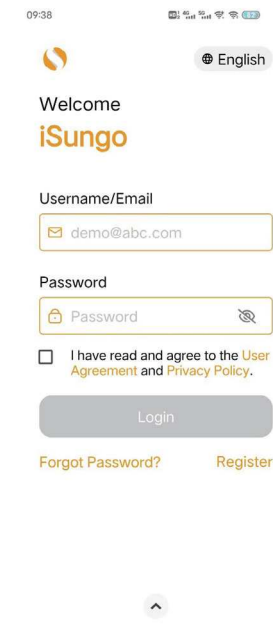 09:38
English
Welcome
iSungo
Username/Email
demo@abc.com
Password
Password
I have read and agree to the User
Agreement and Privacy Policy.
Login
Forgot Password? Register